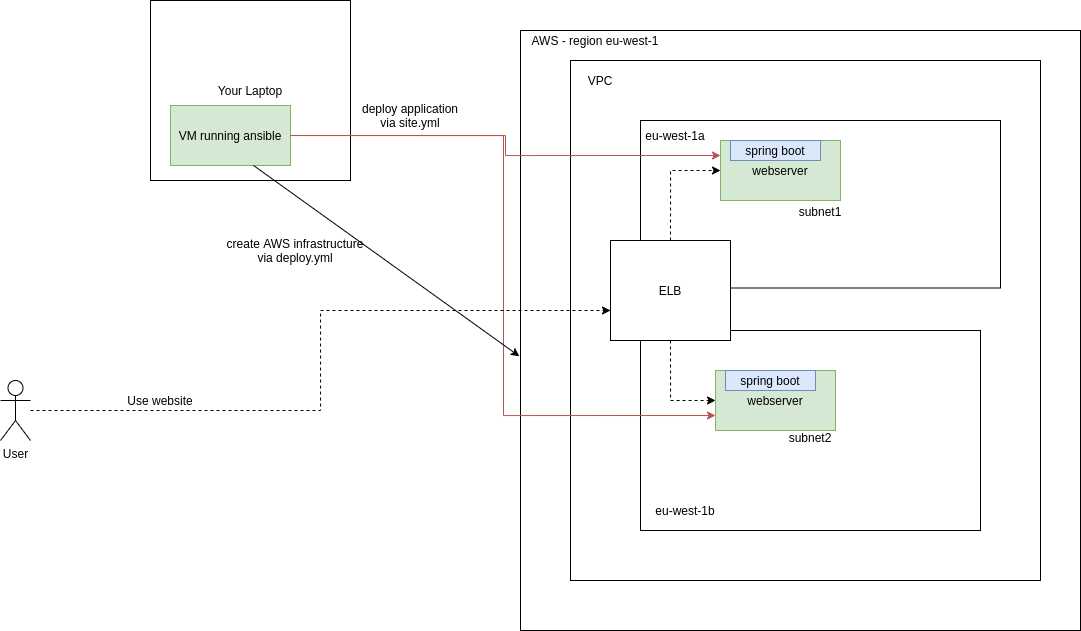 AWS - region eu-west-1
VPC
Your Laptop
VM running ansible
deploy application
via site.yml
eu-west-1a
spring boot
webserver
subnet1
create AWS infrastructure
via deploy.yml
ELB
Use website
User
spring boot
webserver
subnet2
eu-west-1b